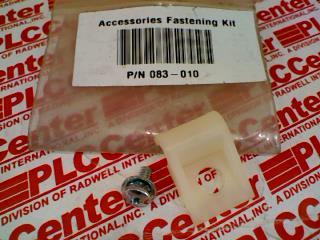 Accessories Fastening Kit
P/N 083-010
PLCCenter
A DIVISION OF RADWELL INTERNATIONAL, INC.